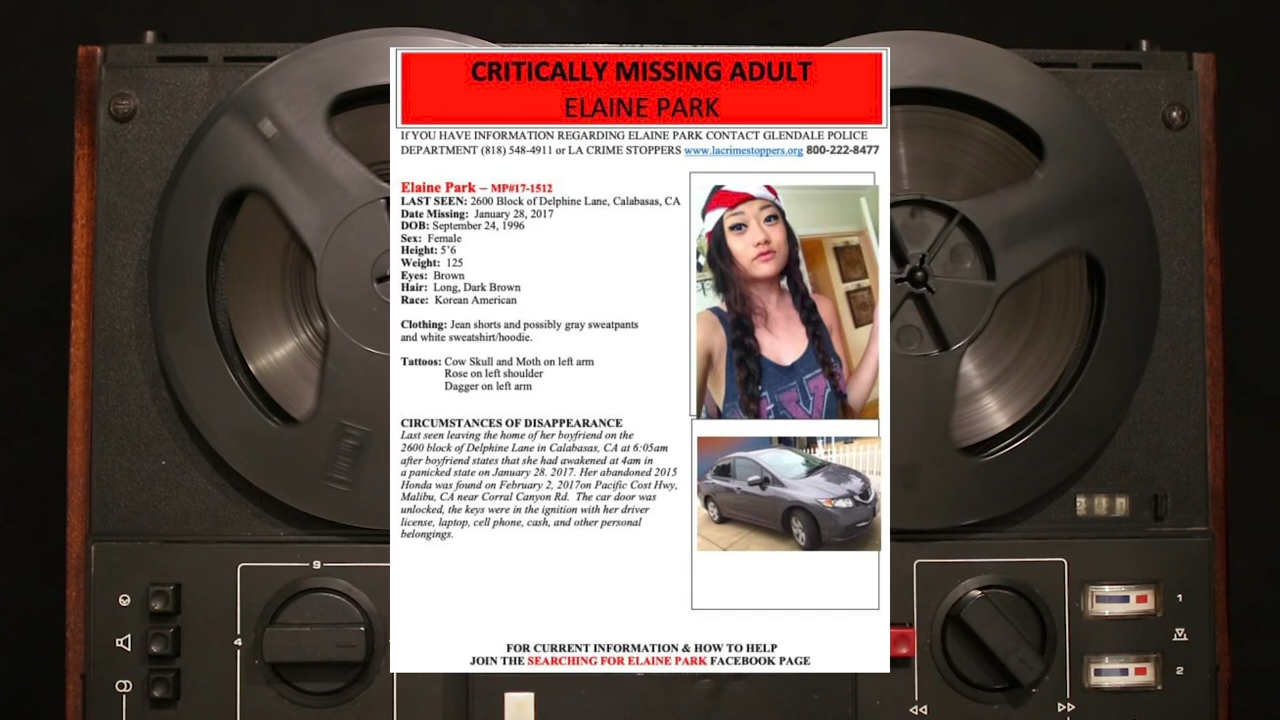 CRITICALLY MISSING ADULT
ELAINE PARK
If YOU HAVE INFORMATION REGARDING ELAINE PARK CONTACT GLENDALE POLICE
DEPARTMENT (818) 548-4911 or LA CRIME STOPPERS www.lacrimestoppers.org 800-222-8477
Elaine Park – MP#17-1512
LAST SEEN: 2600 Block of Delphine Lane, Calabasas, CA
Date Missing: January 28, 2017
DOB: September 24, 1996
Sex: Female
Height: 5'6
Weight: 125
Eyes: Brown
Hair: Long, Dark Brown
Race: Korean American
Clothing: Jean shorts and possibly gray sweatpants
and white sweatshirt/hoodie.
Tattoos: Cow Skull and Moth on left arm
Rose on left shoulder
Dagger on left arm
CIRCUMSTANCES OF DISAPPEARANCE
Last seen leaving the home of her boyfriend on the
2600 block of Delphine Lane in Calabasas, CA at 6:05am
after boyfriend states that she had awakened at 4am in
a panicked state on January 28. 2017. Her abandoned 2015
Honda was found on February 2, 2017on Pacific Cost Hwy,
Malibu, CA near Corral Canyon Rd. The car door was
unlocked, the keys were in the ignition with her driver
license, laptop, cell phone, cash, and other personal
belongings.
FOR CURRENT INFORMATION & HOW TO HELP
JOIN THE SEARCHING FOR ELAINE PARK FACEBOOK PAGE
9
4
1
2